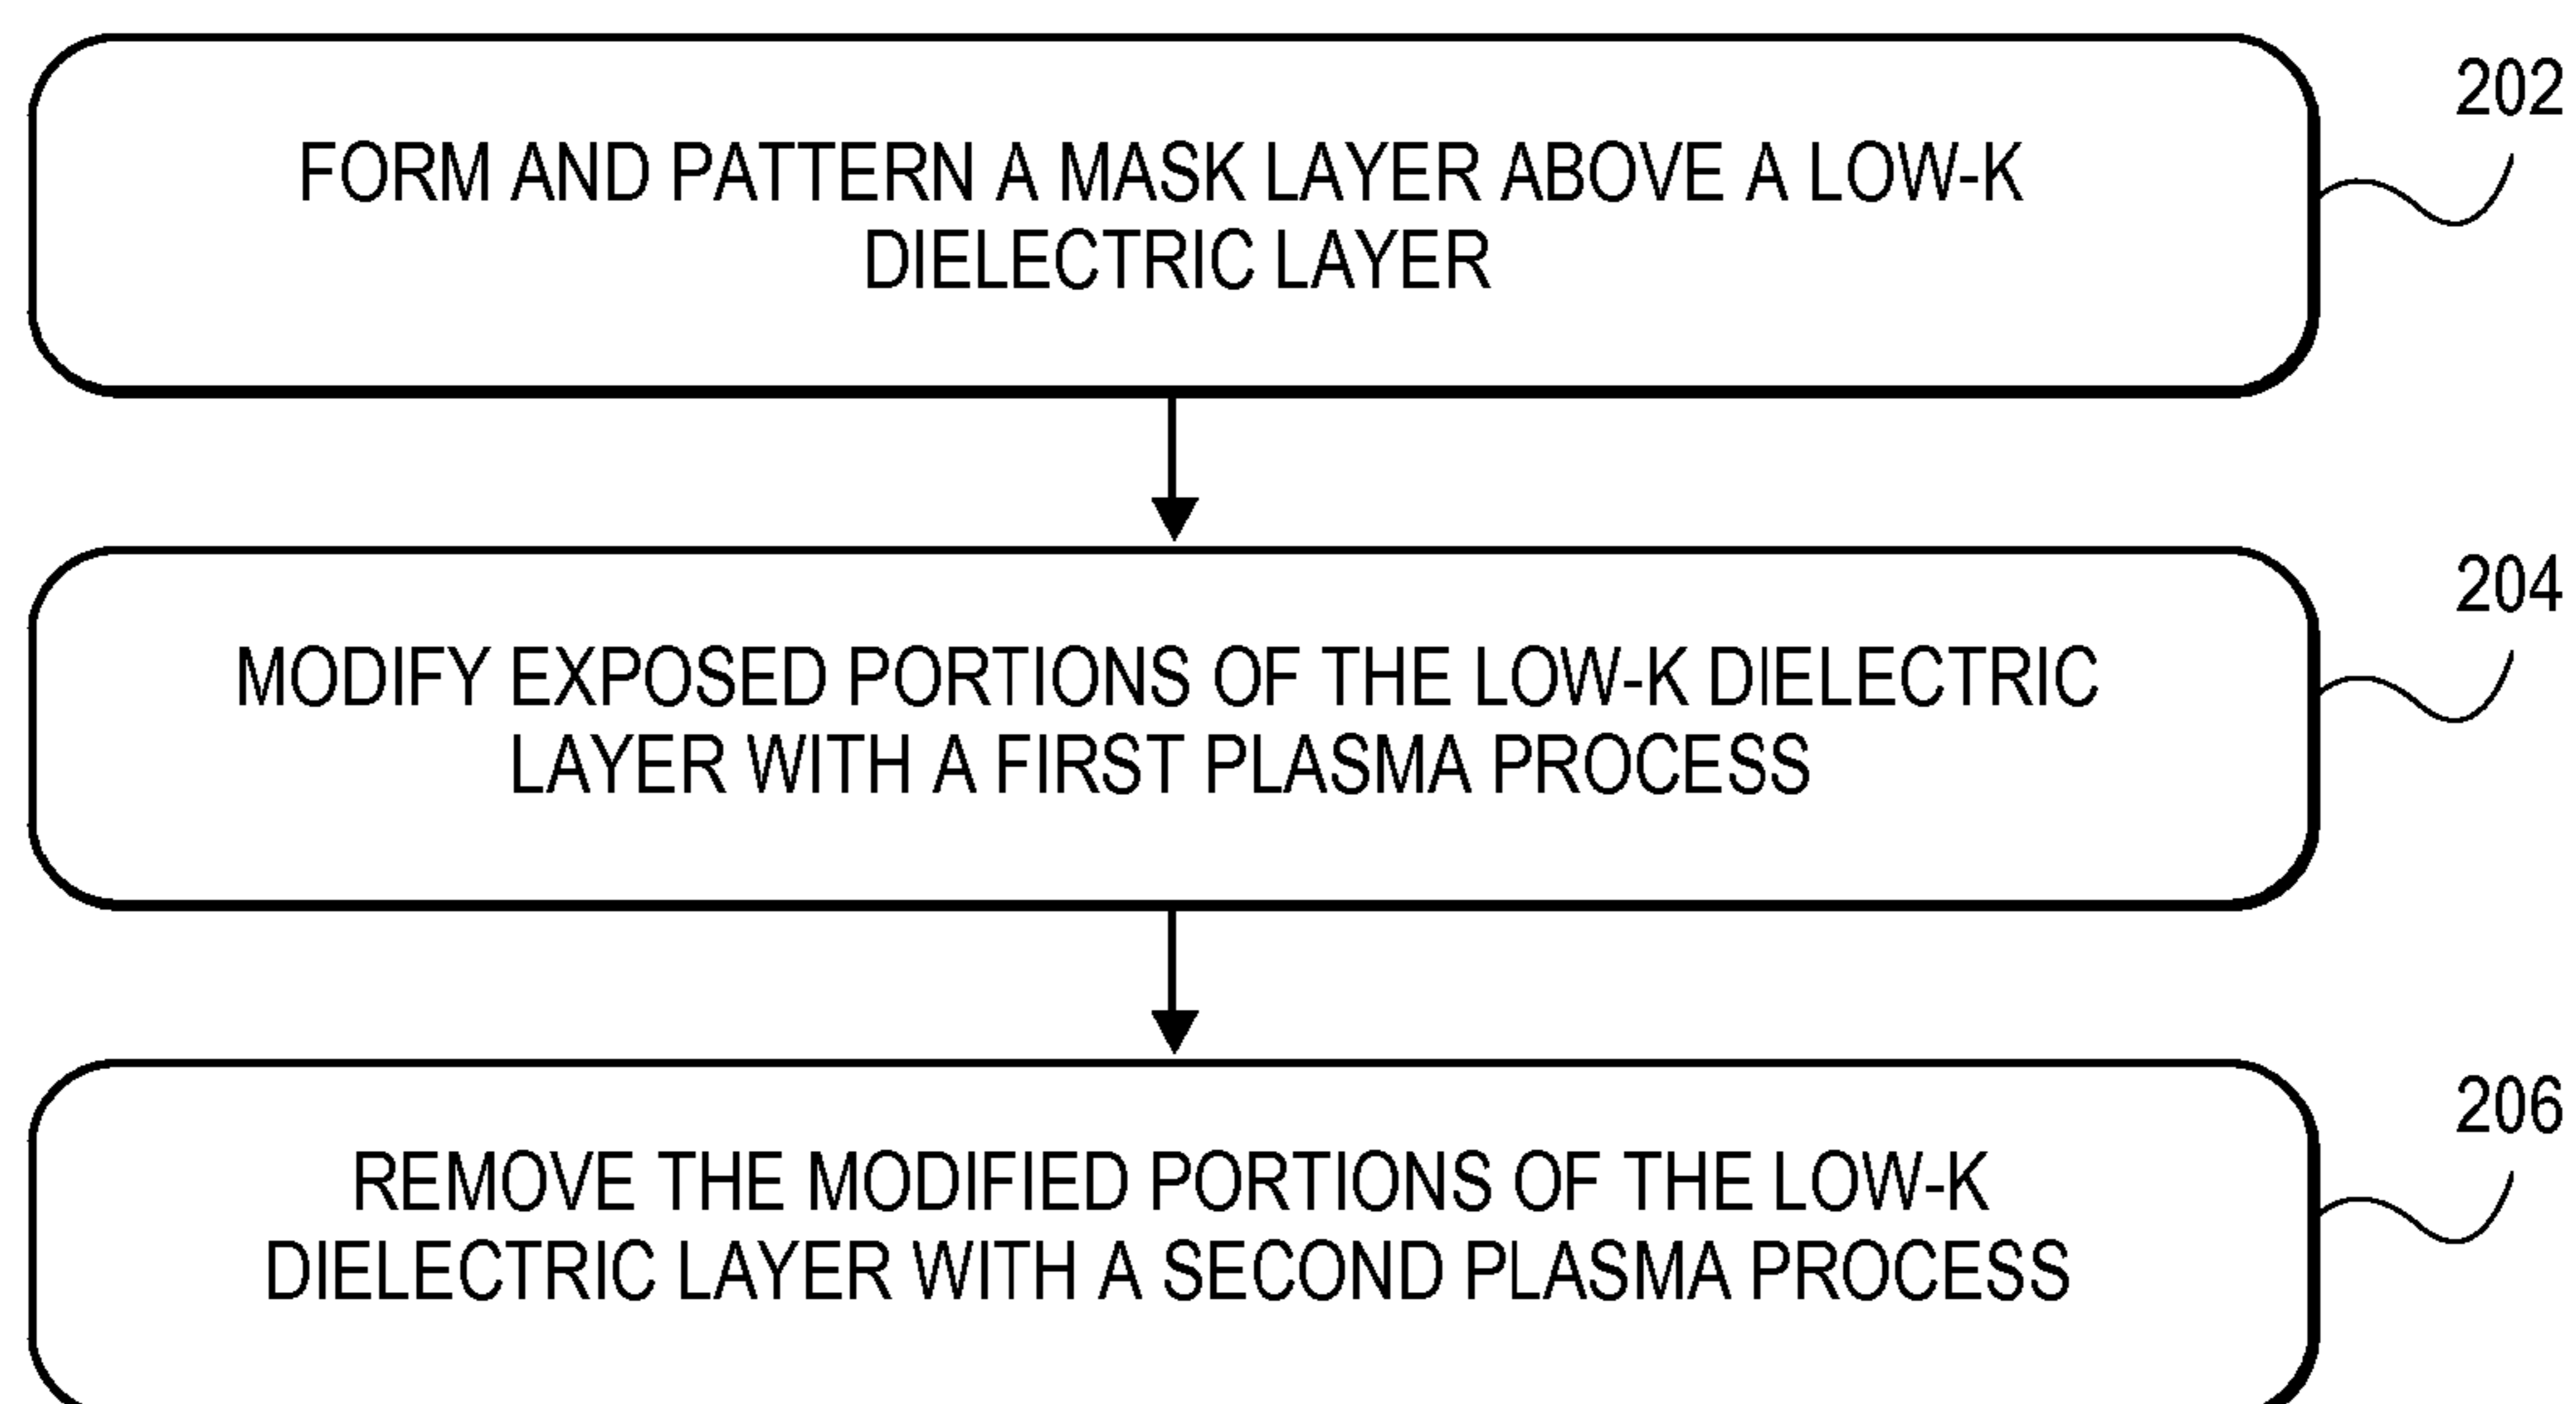 202
FORM AND PATTERN A MASK LAYER ABOVE A LOW-K
DIELECTRIC LAYER
204
MODIFY EXPOSED PORTIONS OF THE LOW-K DIELECTRIC
LAYER WITH A FIRST PLASMA PROCESS
206
REMOVE THE MODIFIED PORTIONS OF THE LOW-K
DIELECTRIC LAYER WITH A SECOND PLASMA PROCESS